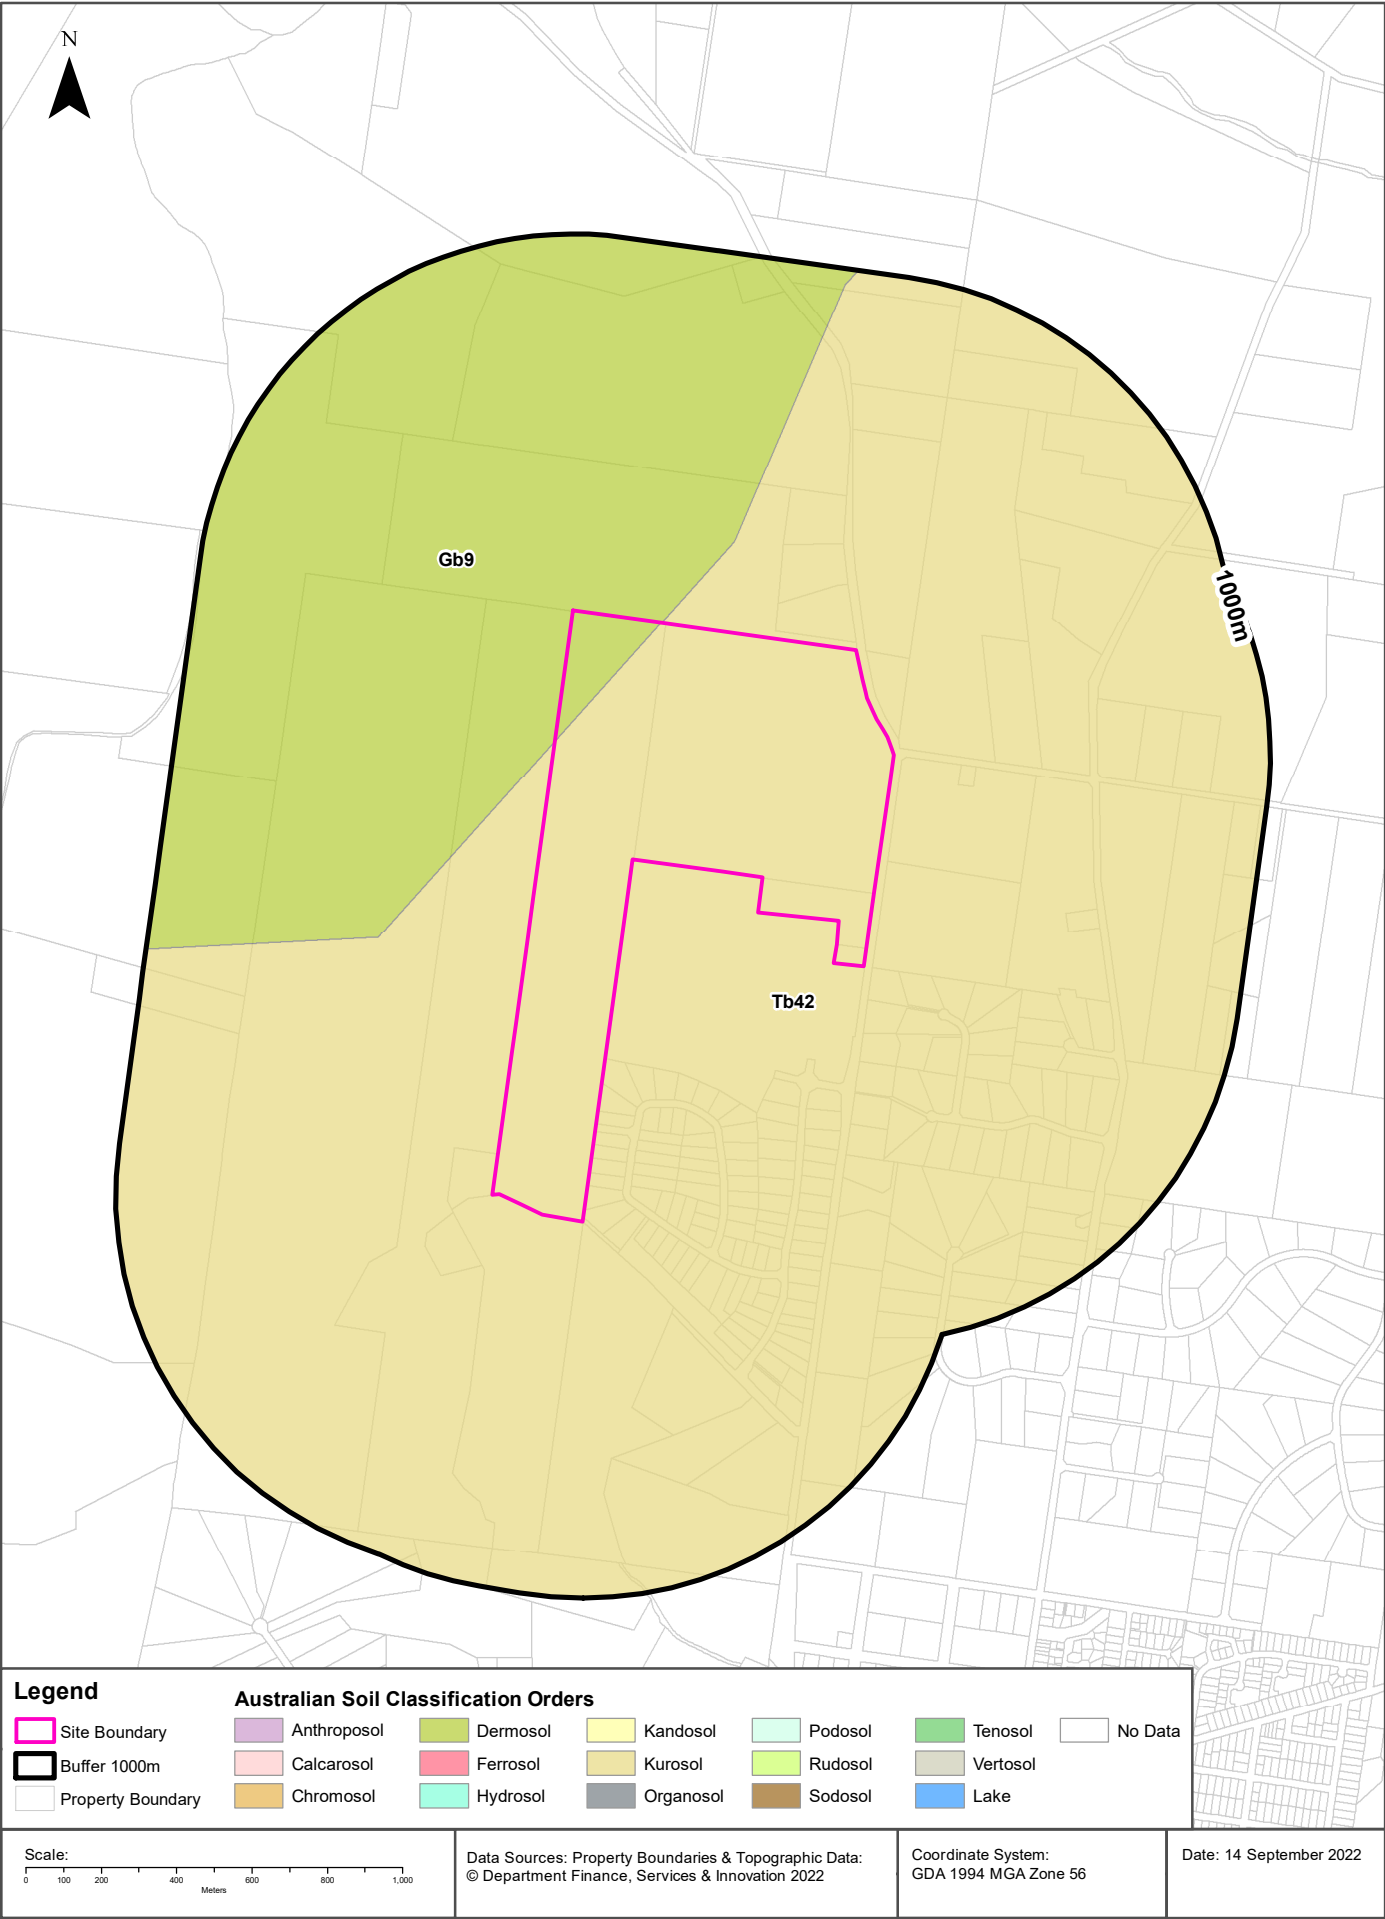 N
Gb9
1000m
Tb42
Legend
Australian Soil Classification Orders
Site Boundary
Buffer 1000m
Property Boundary
Anthroposol
Calcarosol
Chromosol
Dermosol
Ferrosol
Hydrosol
Kandosol
Kurosol
Organosol
Podosol
Rudosol
Sodosol
Tenosol
Vertosol
Lake
No Data
Scale:
0 100 200 400 600 800 1,000
Meters
Data Sources: Property Boundaries & Topographic Data:
© Department Finance, Services & Innovation 2022
Coordinate System:
GDA 1994 MGA Zone 56
Date: 14 September 2022